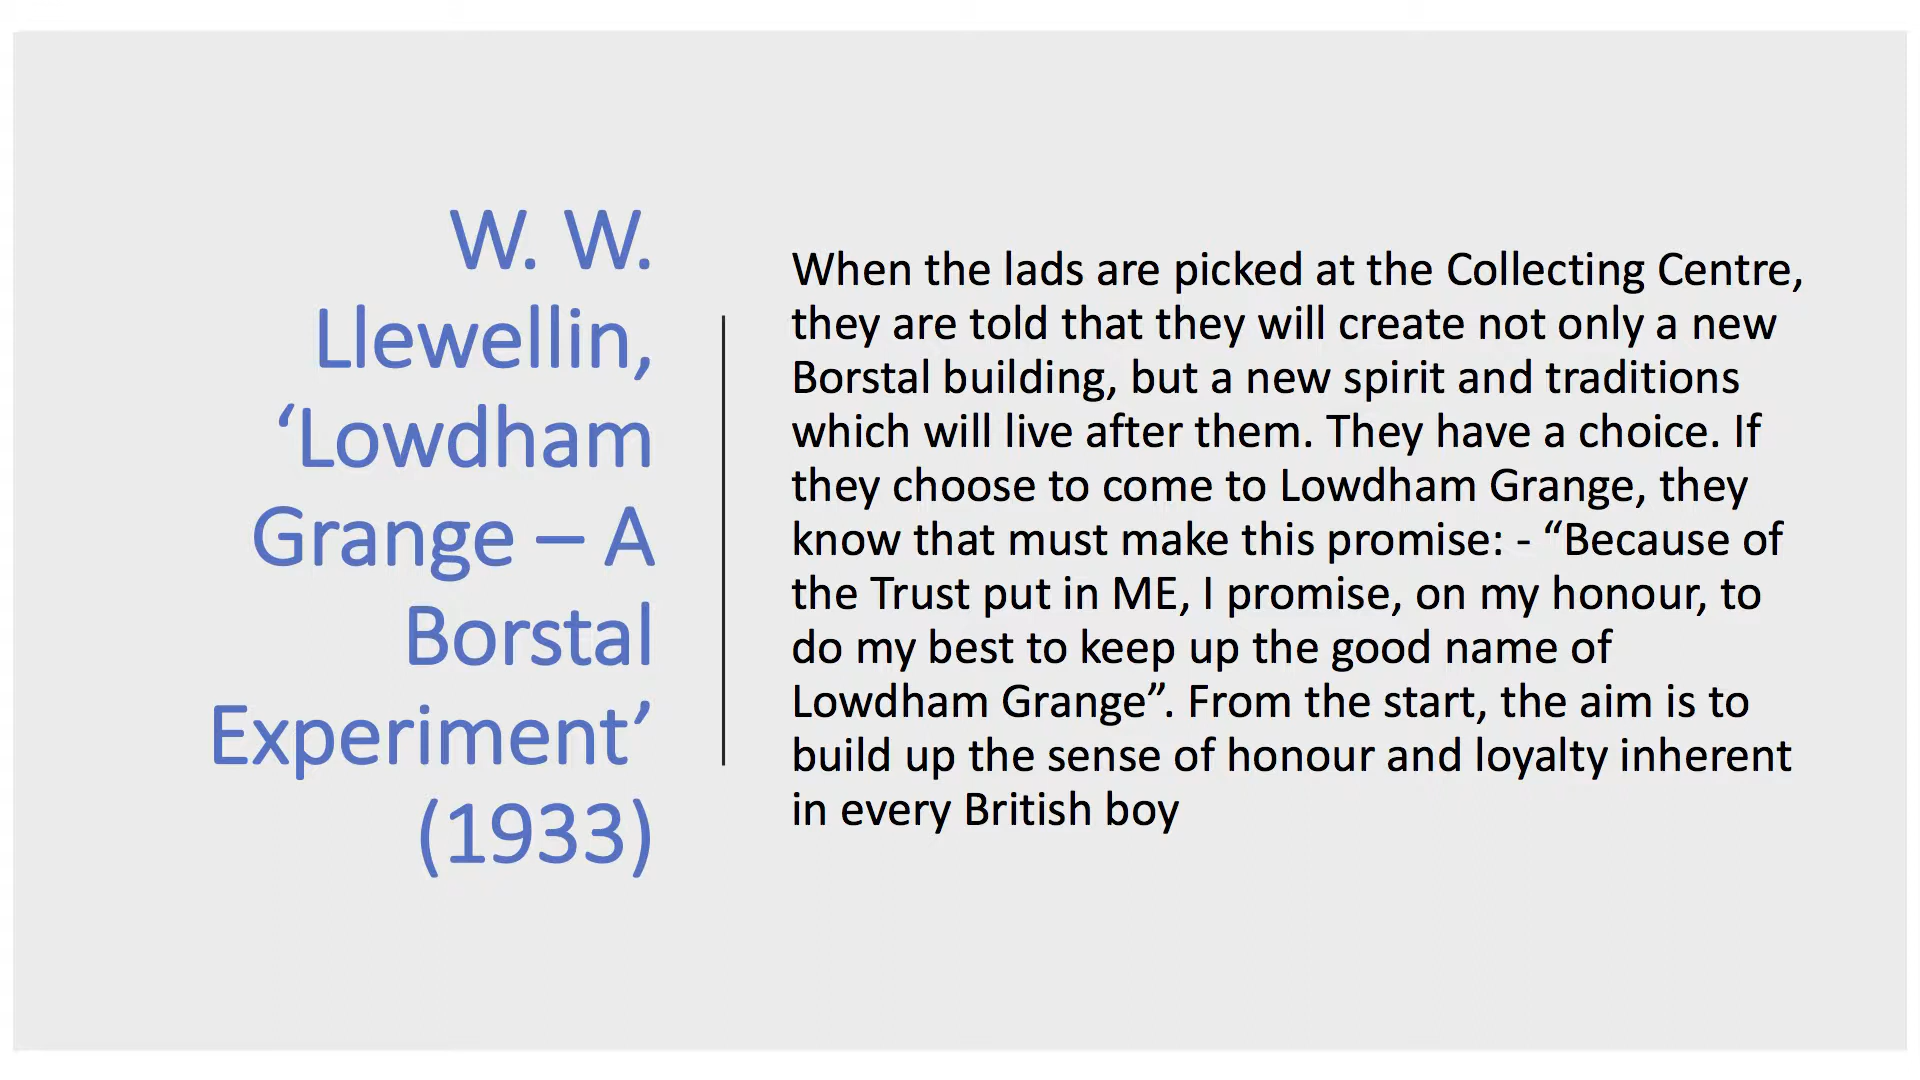 W. W.
Llewellin,
‘Lowdham
Grange – A
Borstal
Experiment’
(1933)
When the lads are picked at the Collecting Centre,
they are told that they will create not only a new
Borstal building, but a new spirit and traditions
which will live after them. They have a choice. If
they choose to come to Lowdham Grange, they
know that must make this promise: - “Because of
the Trust put in ME, I promise, on my honour, to
do my best to keep up the good name of
Lowdham Grange”. From the start, the aim is to
build up the sense of honour and loyalty inherent
in every British boy